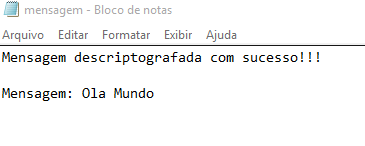 mensagem - Bloco de notas
Arquivo Editar Formatar Exibir Ajuda
Mensagem descriptografada com sucesso!!!
Mensagem: Ola Mundo